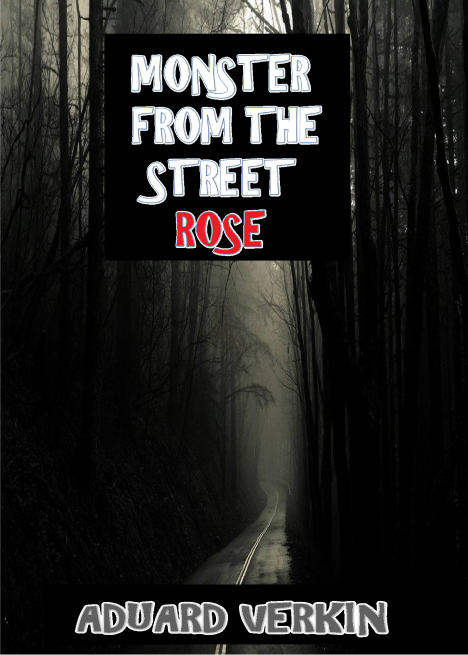 MONSTER
FROM THE
STREET
ROSE
ADUARD VERKIN